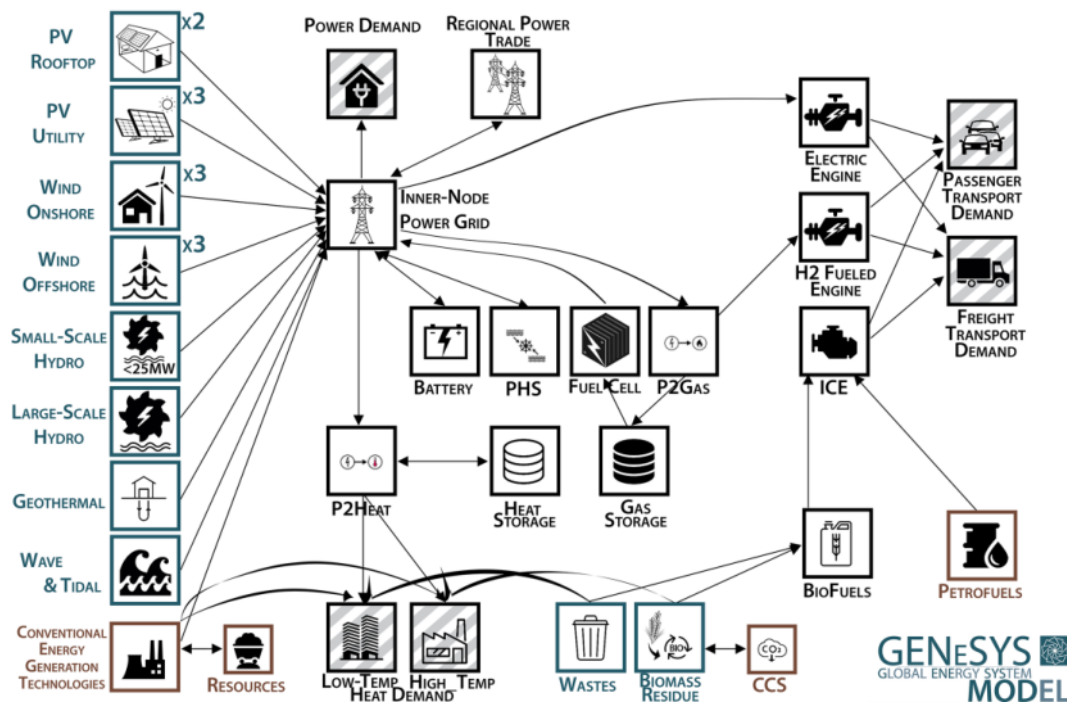 PV
ROOFTOP
x2
PV
UTILITY
x3
WIND
ONSHORE
x3
WIND
OFFSHORE
x3
SMALL-SCALE
HYDRO
<25MW
LARGE-SCALE
HYDRO
GEOTHERMAL
WAVE
& TIDAL
CONVENTIONAL
ENERGY
GENERATION
TECHNOLOGIES
RESOURCES
POWER DEMAND
REGIONAL POWER
TRADE
INNER-NODE
POWER GRID
BATTERY
PHS
FUEL CELL
P2GAS
P2HEAT
HEAT
STORAGE
GAS
STORAGE
LOW-TEMP
HIGH_TEMP
HEAT DEMAND
WASTES
BIO
BIOMASS
RESIDUE
CO2
CCS
ELECTRIC
ENGINE
H2 FUELED
ENGINE
ICE
BIOFUELS
PETROFUELS
PASSENGER
TRANSPORT
DEMAND
FREIGHT
TRANSPORT
DEMAND
GENeSYS
GLOBAL ENERGY SYSTEM
MODEL